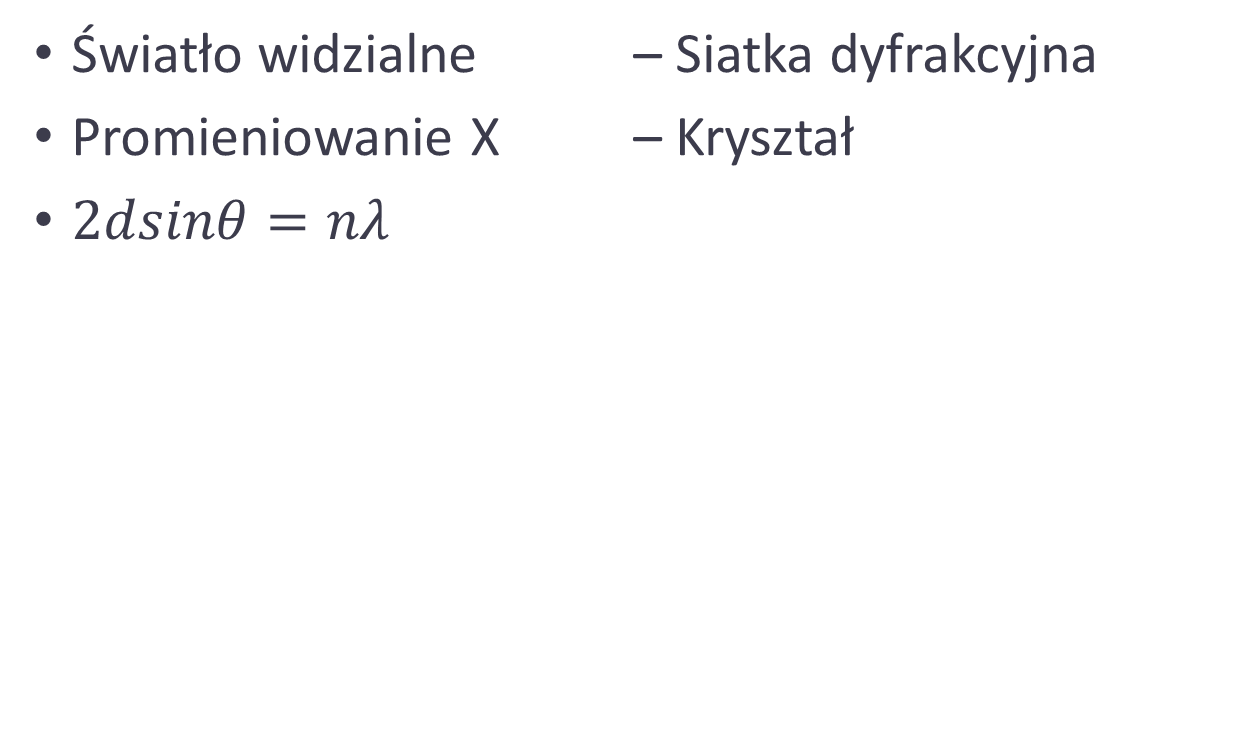 • Światło widzialne – Siatka dyfrakcyjna
• Promieniowanie X – Kryształ
• 2dsinθ = nλ